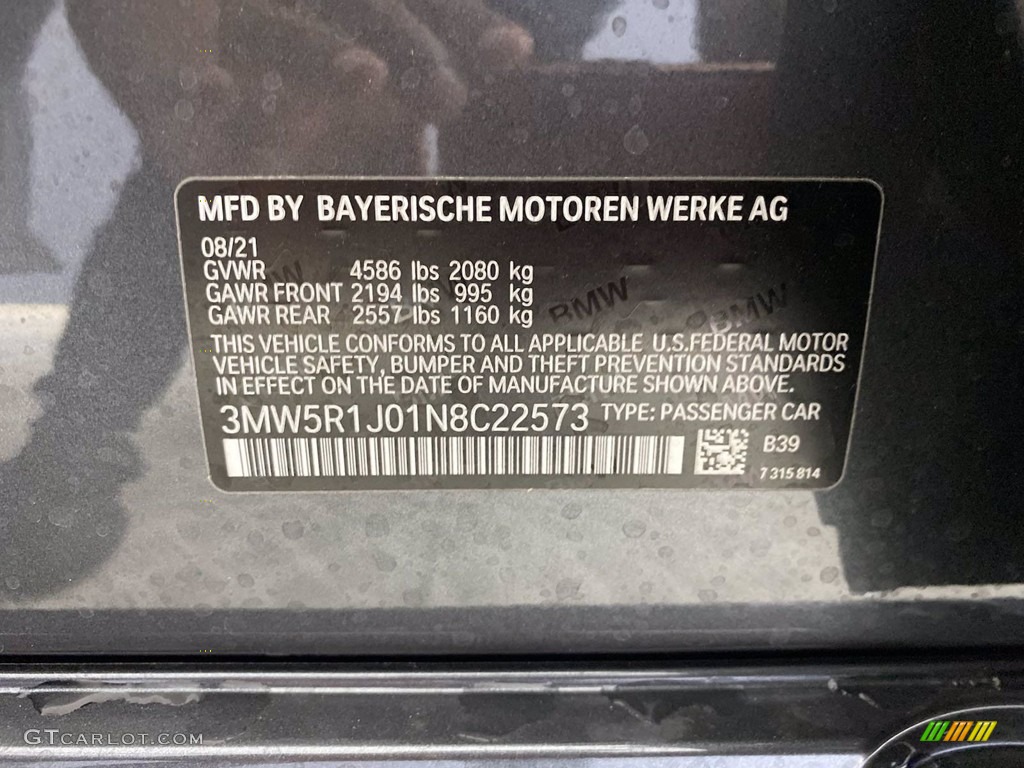 MFD BY BAYERISCHE MOTOREN WERKE AG
08/21
GVWR 4586 lbs 2080 kg
GAWR FRONT 2194 lbs 995 kg
GAWR REAR 2557 lbs 1160 kg
BMW BMW BMW
THIS VEHICLE CONFORMS TO ALL APPLICABLE U.S.FEDERAL MOTOR
VEHICLE SAFETY, BUMPER AND THEFT PREVENTION STANDARDS
IN EFFECT ON THE DATE OF MANUFACTURE SHOWN ABOVE.
3MW5R1J01N8C22573 TYPE: PASSENGER CAR
B39
7 315 814
GTCARLOT.COM